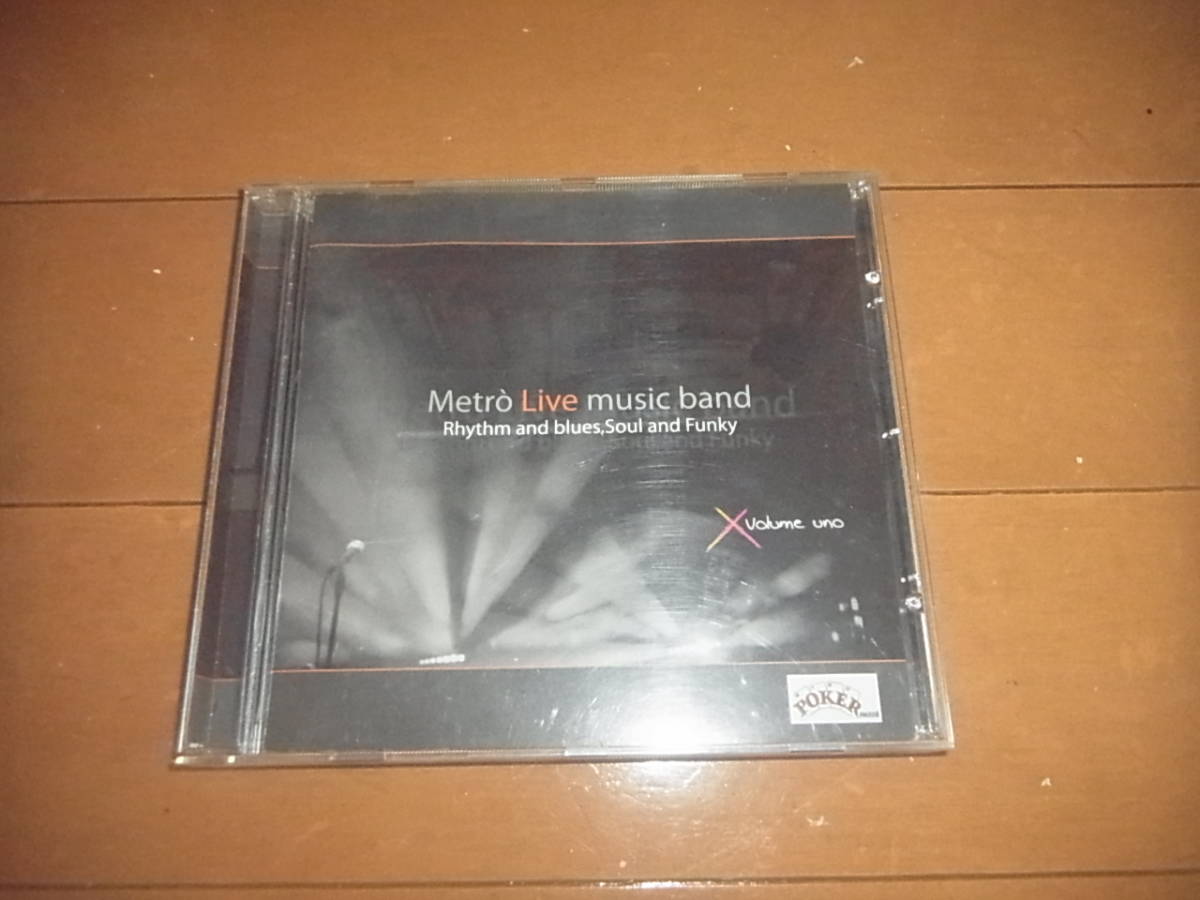 Metrò Live music band
Rhythm and blues,Soul and Funky
Volume uno
POKER